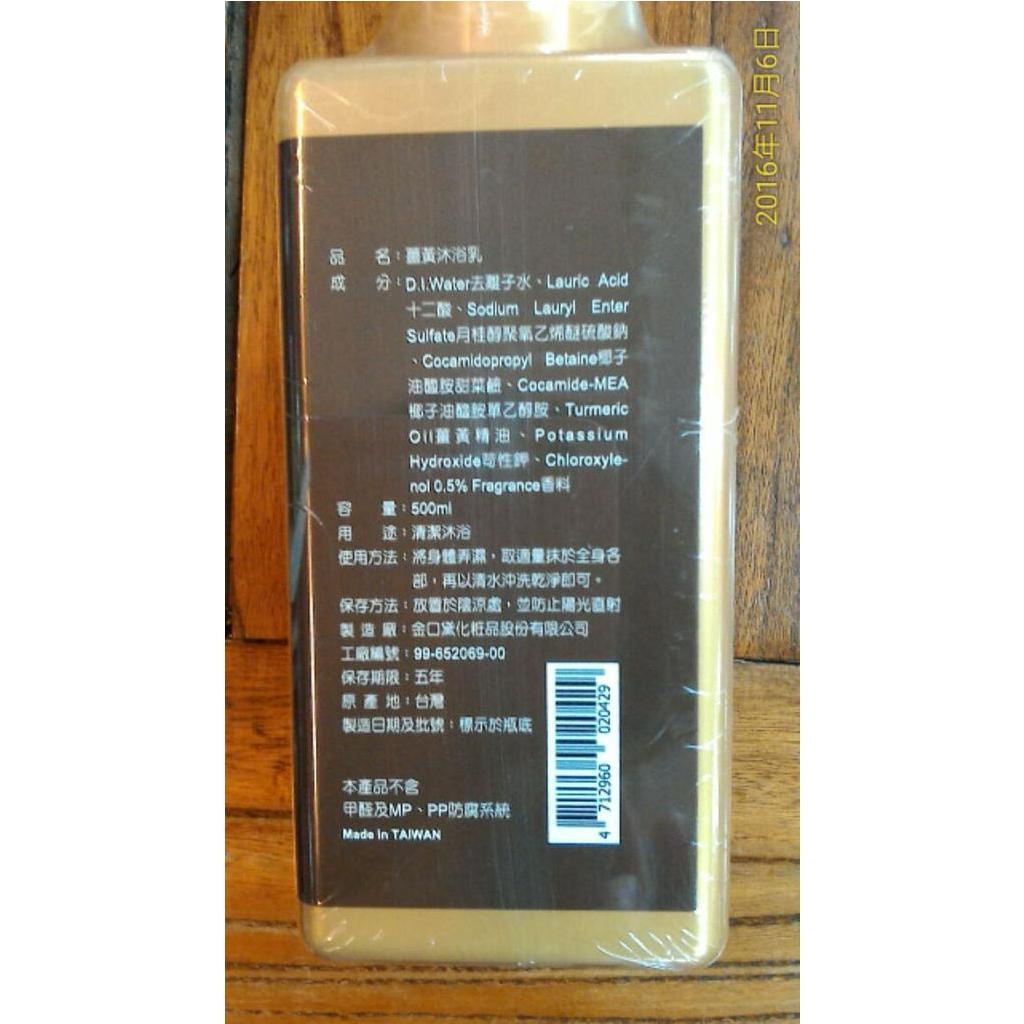 品名：薑黃沐浴乳
成分：D.I.Water去離子水、Lauric Acid
十二酸、Sodium Lauryl Enter
Sulfate月桂醇聚氧乙烯醚硫酸鈉
、Cocamidopropyl Betaine椰子
油醯胺甜菜鹼、Cocamide-MEA
椰子油醯胺單乙醇胺、Turmeric
Oil薑黃精油、Potassium
Hydroxide苛性鉀、Chloroxyle-
nol 0.5% Fragrance香料
容量：500ml
用途：清潔沐浴
使用方法：將身體弄濕，取適量抹於全身各
部，再以清水沖洗乾淨即可。
保存方法：放置於陰涼處，並防止陽光直射
製造廠：金口黛化粧品股份有限公司
工廠編號：99-652069-00
保存期限：五年
原產地：台灣
製造日期及批號：標示於瓶底
本產品不含
甲醛及MP、PP防腐系統
Made in TAIWAN
4 712960 020429
2016年11月6日